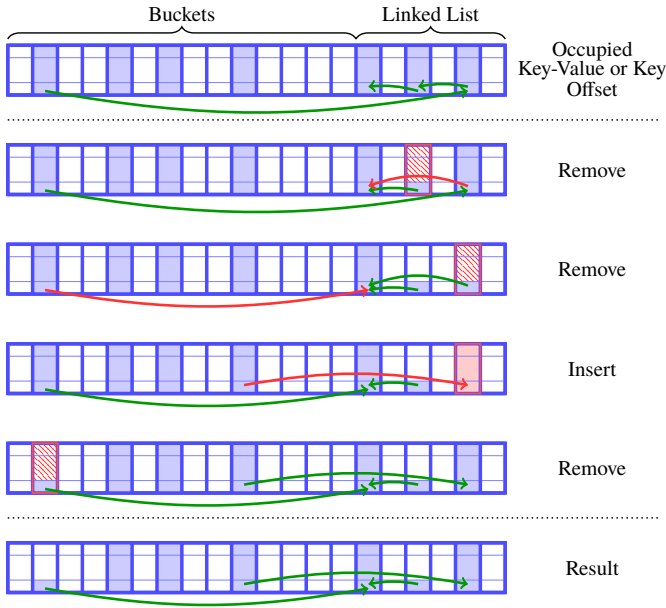 Buckets
Linked List
Occupied
Key-Value or Key
Offset
Remove
Remove
Insert
Remove
Result